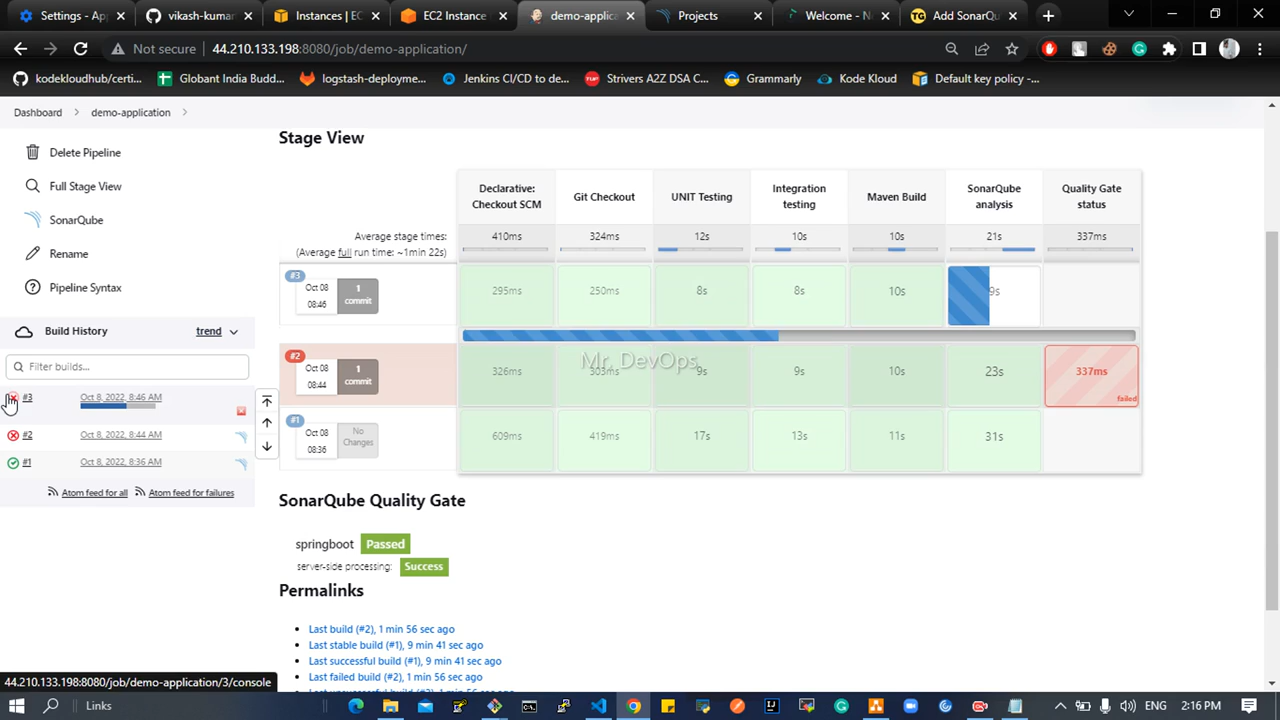 Settings - Ap
vikash-kumar
Instances | EC
EC2 Instance
demo-applica
Projects
Welcome - Ne
Add SonarQu
Not secure
44.210.133.198:8080/job/demo-application/
kodekloudhub/certi...
Globant India Budd...
logstash-deployme...
Jenkins CI/CD to de...
Strivers A2Z DSA C...
Grammarly
Kode Kloud
Default key policy -...
Dashboard
demo-application
Stage View
Delete Pipeline
Full Stage View
SonarQube
Rename
Pipeline Syntax
Declarative: Checkout SCM
Git Checkout
UNIT Testing
Integration testing
Maven Build
SonarQube analysis
Quality Gate status
Average stage times:
410ms 324ms 12s 10s 10s 21s 337ms
(Average full run time: ~1min 22s)
#3
Oct 08 08:46
1 commit
295ms 250ms 8s 8s 10s 9s
Build History
trend
Filter builds...
#2
Oct 08 08:44
1 commit
326ms 303ms 9s 9s 10s 23s 337ms
failed
Mr. DevOps
#1
Oct 08 08:36
No Changes
609ms 419ms 17s 13s 11s 31s
#3 Oct 8, 2022, 8:46 AM
#2 Oct 8, 2022, 8:44 AM
#1 Oct 8, 2022, 8:36 AM
Atom feed for all
Atom feed for failures
SonarQube Quality Gate
springboot Passed
server-side processing: Success
Permalinks
Last build (#2), 1 min 56 sec ago
Last stable build (#1), 9 min 41 sec ago
Last successful build (#1), 9 min 41 sec ago
Last failed build (#2), 1 min 56 sec ago
44.210.133.198:8080/job/demo-application/3/console
Links
2:16 PM